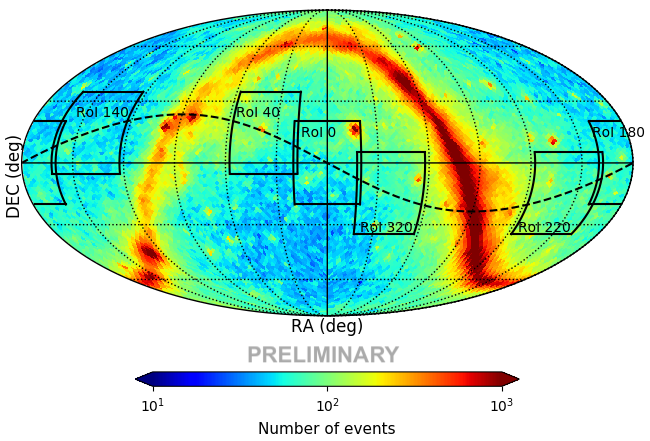 RoI 140
RoI 40
RoI 0
RoI 180
RoI 320
RoI 220
DEC (deg)
RA (deg)
PRELIMINARY
10¹ 10² 10³
Number of events